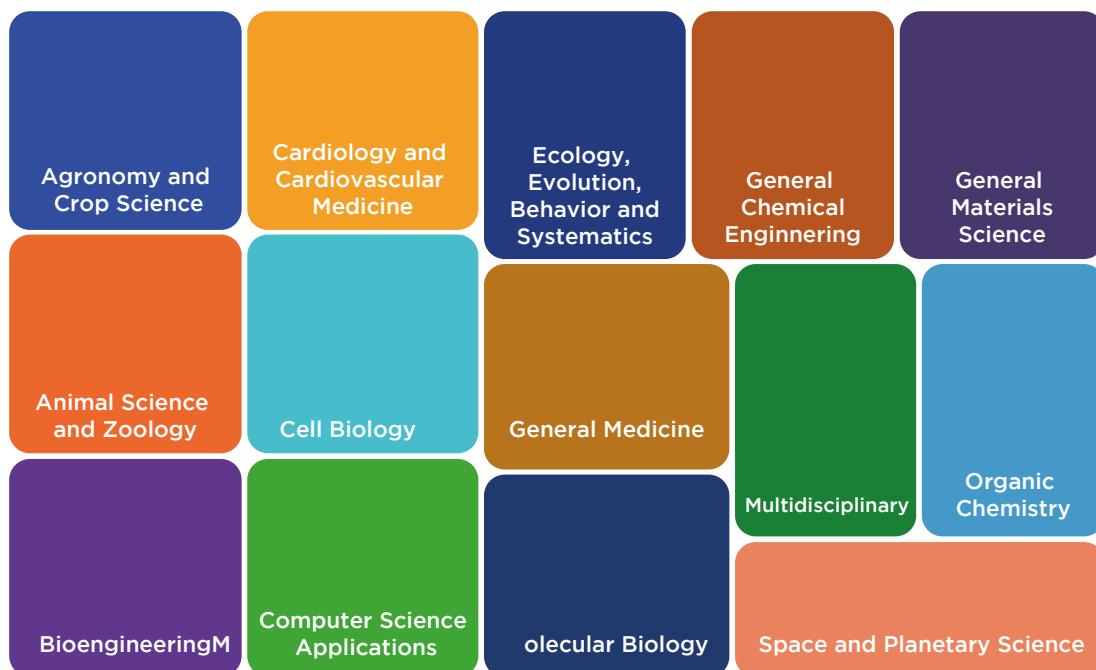 Agronomy and
Crop Science
Cardiology and
Cardiovascular
Medicine
Ecology,
Evolution,
Behavior and
Systematics
General
Chemical
Enginnering
General
Materials
Science
Animal Science
and Zoology
Cell Biology
General Medicine
Multidisciplinary
Organic
Chemistry
BioengineeringM
Computer Science
Applications
olecular Biology
Space and Planetary Science